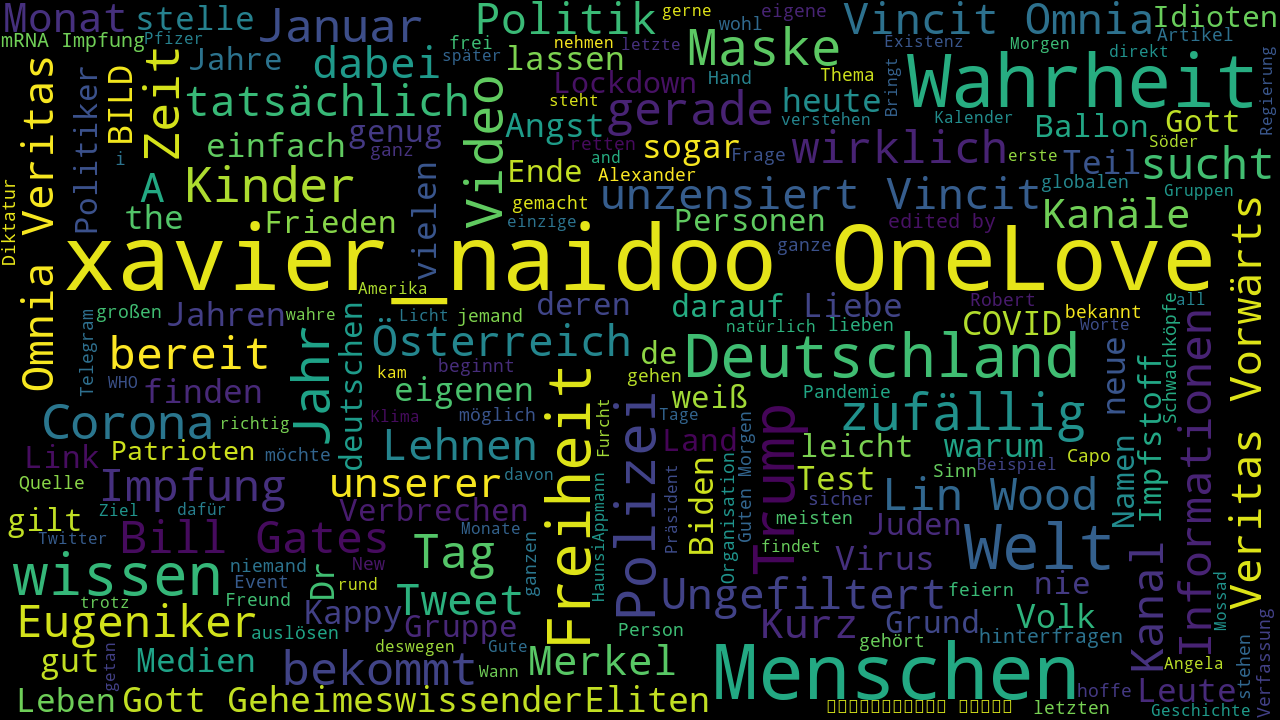 Monat stelle Januar Politik gerne wohl eigene Vincit Omnia Idioten
mRNA Impfung Pfizer Jahre dabei frei nehmen letzte Maske Existenz Morgen Artikel
später lassen direkt Wahrheit
Omnia Veritas
Politiker
BILD
Zeit
tatsächlich
Video
Lockdown Hand Thema
steht gerade heute Bringt
Regierung
verstehen Kalender Ballon Gott
einfach genug Angst retten sogar Frage wirklich erste Söder
ganz and Teil sucht
i Ende Alexander
Diktatur
A Kinder vielen gemacht unzensiert Vincit globalen Gruppen
the Frieden einzige Personen edited by Kanäle
ganze
xavier_naidoo OneLove
Veritas Vorwärts
Amerika
großen Jahren wahre Licht jemand deren darauf Liebe Robert bekannt all
Telegram
deutschen
Österreich natürlich lieben COVID Worte
Schwachköpfe
bereit Jahr kam beginnt de Deutschland neue
WHO finden eigenen gehen Pandemie
Freiheit
Furcht
weiß
Corona richtig Klima möglich Polizei Tage Trump zufällig
Impfstoff
Informationen
Link Patrioten möchte Lehnen Land leicht warum Capo
Namen
Quelle Impfung unserer davon Biden Test Sinn Beispiel
Präsident
Organisation
Guten Morgen
HaunsiAppmann
sicher Lin Wood
gilt Ziel dafür Verbrechen meisten Juden
Twitter Bill Gates Monate findet Welt
Tag Virus Kanal
wissen niemand Dr New ganzen
Event rund Ungefiltert feiern nie
trotz Freund Tweet Mossad
Eugeniker Kappy Gruppe Person Kurz Grund Volk
auslösen gehört hinterfragen
Verfassung
gut getan Medien deswegen Gute Angela
bekommt Wann Merkel Menschen stehen
hoffe Leute
Leben Gott GeheimeswissenderEliten letzten Geschichte